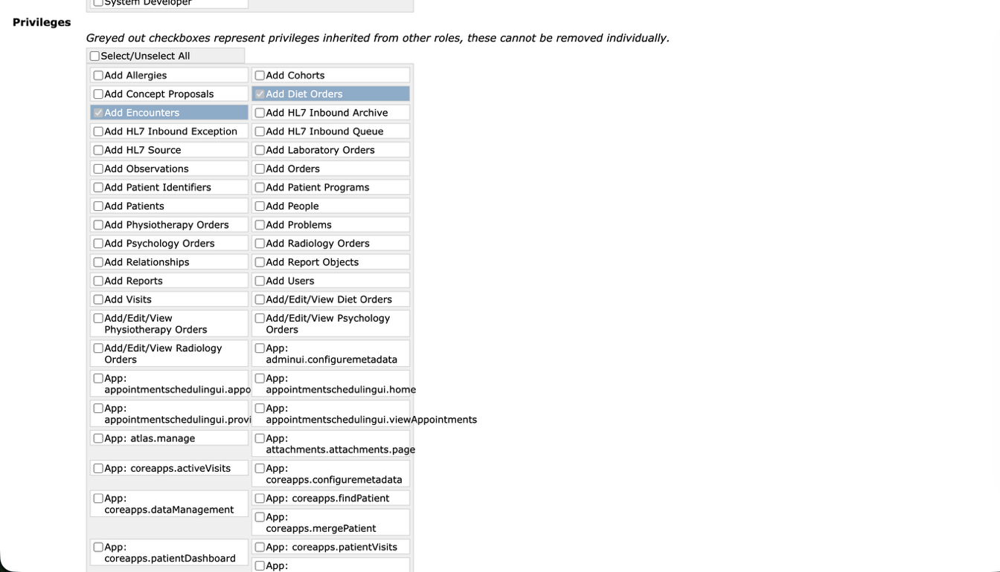 System Developer
Privileges
Greyed out checkboxes represent privileges inherited from other roles, these cannot be removed individually.
Select/Unselect All
Add Allergies
Add Cohorts
Add Concept Proposals
Add Diet Orders
Add Encounters
Add HL7 Inbound Archive
Add HL7 Inbound Exception
Add HL7 Inbound Queue
Add HL7 Source
Add Laboratory Orders
Add Observations
Add Orders
Add Patient Identifiers
Add Patient Programs
Add Patients
Add People
Add Physiotherapy Orders
Add Problems
Add Psychology Orders
Add Radiology Orders
Add Relationships
Add Report Objects
Add Reports
Add Users
Add Visits
Add/Edit/View Diet Orders
Add/Edit/View
Physiotherapy Orders
Add/Edit/View Psychology
Orders
Add/Edit/View Radiology
Orders
App:
adminui.configuremetadata
App:
appointmentschedulingui.appo
App:
appointmentschedulingui.home
App:
appointmentschedulingui.provi
App:
appointmentschedulingui.viewAppointments
App: atlas.manage
App:
attachments.attachments.page
App: coreapps.activeVisits
App:
coreapps.configuremetadata
App:
coreapps.dataManagement
App: coreapps.findPatient
App:
coreapps.mergePatient
App:
coreapps.patientDashboard
App: coreapps.patientVisits
App: